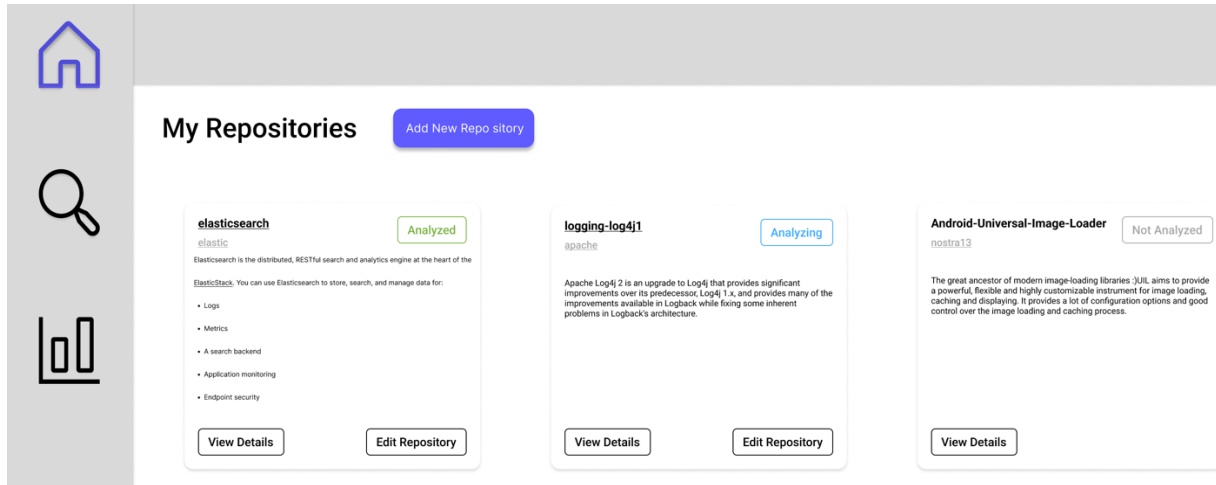 My Repositories
Add New Repo sitory
elasticsearch
Analyzed
elastic
Elasticsearch is the distributed, RESTful search and analytics engine at the heart of the
ElasticStack. You can use Elasticsearch to store, search, and manage data for:
• Logs
• Metrics
• A search backend
• Application monitoring
• Endpoint security
View Details
Edit Repository
logging-log4j1
Analyzing
apache
Apache Log4j 2 is an upgrade to Log4j that provides significant
improvements over its predecessor, Log4j 1.x, and provides many of the
improvements available in Logback while fixing some inherent
problems in Logback's architecture.
View Details
Edit Repository
Android-Universal-Image-Loader
Not Analyzed
nostra13
The great ancestor of modern image-loading libraries :)UIL aims to provide
a powerful, flexible and highly customizable instrument for image loading,
caching and displaying. It provides a lot of configuration options and good
control over the image loading and caching process.
View Details